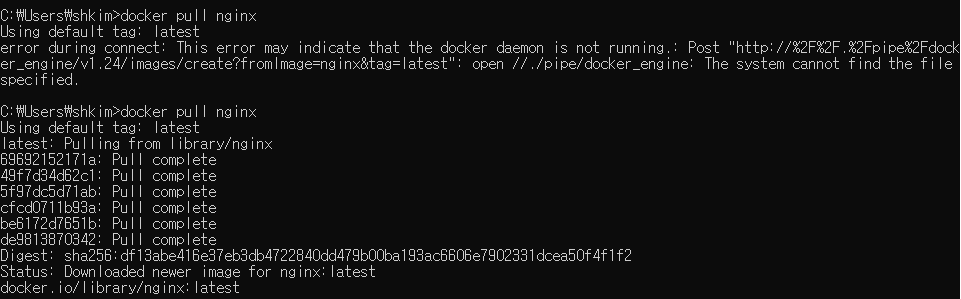 C:₩Users₩shkim>docker pull nginx
Using default tag: latest
error during connect: This error may indicate that the docker daemon is not running.: Post "http://%2F%2F.%2Fpipe%2Fdock
er_engine/v1.24/images/create?fromImage=nginx&tag=latest": open //./pipe/docker_engine: The system cannot find the file
specified.
C:₩Users₩shkim>docker pull nginx
Using default tag: latest
latest: Pulling from library/nginx
69692152171a: Pull complete
49f7d34d62c1: Pull complete
5f97dc5d71ab: Pull complete
cfcd0711b93a: Pull complete
be6172d7651b: Pull complete
de9813870342: Pull complete
Digest: sha256:df13abe416e37eb3db4722840dd479b00ba193ac6606e7902331dcea50f4f1f2
Status: Downloaded newer image for nginx:latest
docker.io/library/nginx:latest